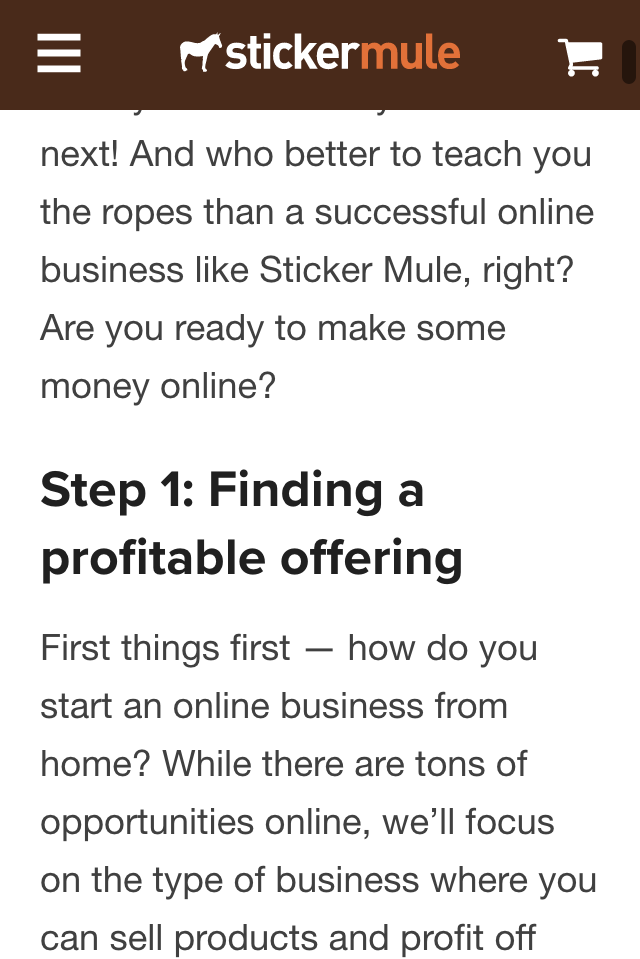 stickermule
next! And who better to teach you
the ropes than a successful online
business like Sticker Mule, right?
Are you ready to make some
money online?
Step 1: Finding a
profitable offering
First things first — how do you
start an online business from
home? While there are tons of
opportunities online, we’ll focus
on the type of business where you
can sell products and profit off